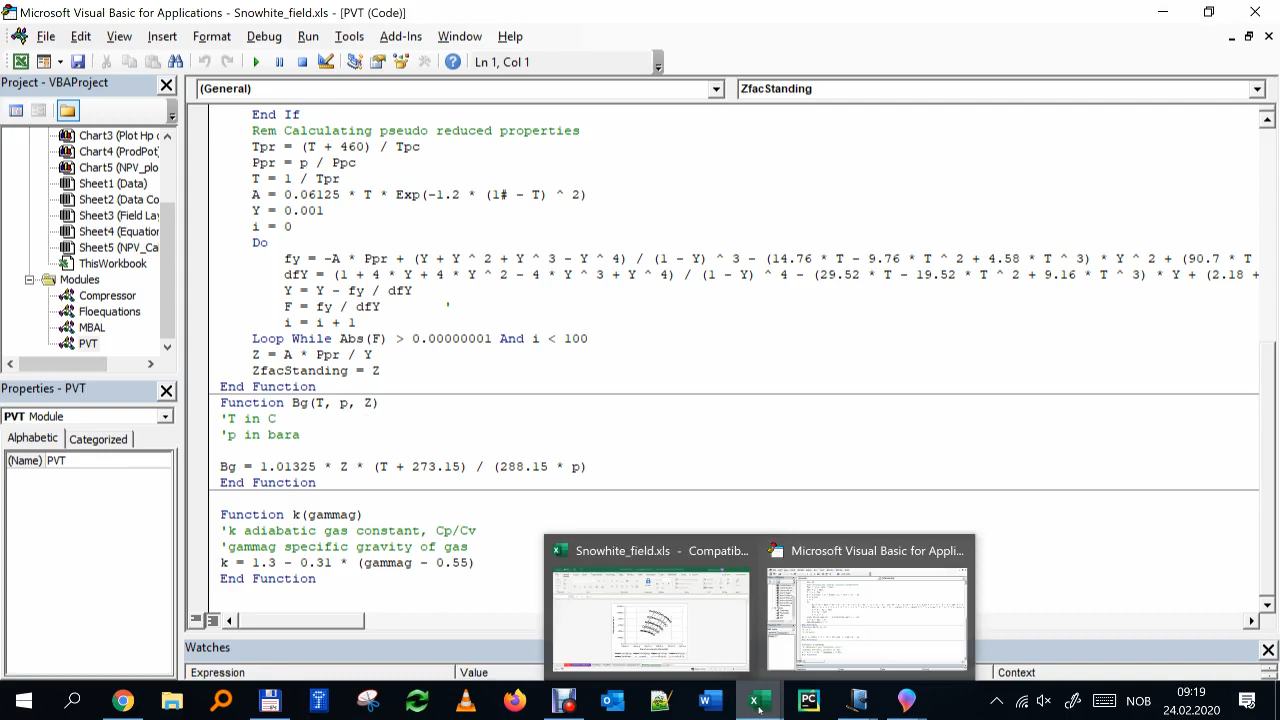 Microsoft Visual Basic for Applications - Snowhite_field.xls - [PVT (Code)]
File Edit View Insert Format Debug Run Tools Add-Ins Window Help
Ln 1, Col 1
Project - VBAProject
(General) ZfacStanding
Chart3 (Plot Hp c
Chart4 (ProdPot)
Chart5 (NPV_plo
Sheet1 (Data)
Sheet2 (Data Co
Sheet3 (Field Lay
Sheet4 (Equation
Sheet5 (NPV_Ca
ThisWorkbook
Modules
Compressor
Floequations
MBAL
PVT
Properties - PVT
PVT Module
Alphabetic Categorized
(Name) PVT
End If
Rem Calculating pseudo reduced properties
Tpr = (T + 460) / Tpc
Ppr = p / Ppc
T = 1 / Tpr
A = 0.06125 * T * Exp(-1.2 * (1# - T) ^ 2)
Y = 0.001
i = 0
Do
fy = -A * Ppr + (Y + Y ^ 2 + Y ^ 3 - Y ^ 4) / (1 - Y) ^ 3 - (14.76 * T - 9.76 * T ^ 2 + 4.58 * T ^ 3) * Y ^ 2 + (90.7 * T
dfY = (1 + 4 * Y + 4 * Y ^ 2 - 4 * Y ^ 3 + Y ^ 4) / (1 - Y) ^ 4 - (29.52 * T - 19.52 * T ^ 2 + 9.16 * T ^ 3) * Y + (2.18 +
Y = Y - fy / dfY
F = fy / dfY '
i = i + 1
Loop While Abs(F) > 0.00000001 And i < 100
Z = A * Ppr / Y
ZfacStanding = Z
End Function
Function Bg(T, p, Z)
'T in C
'p in bara
Bg = 1.01325 * Z * (T + 273.15) / (288.15 * p)
End Function
Function k(gammag)
'k adiabatic gas constant, Cp/Cv
'gammag specific gravity of gas
k = 1.3 - 0.31 * (gammag - 0.55)
End Function
Snowhite_field.xls - Compatib...
Microsoft Visual Basic for Appli...
Watches
Expression Value Context
NOB
09:19
24.02.2020